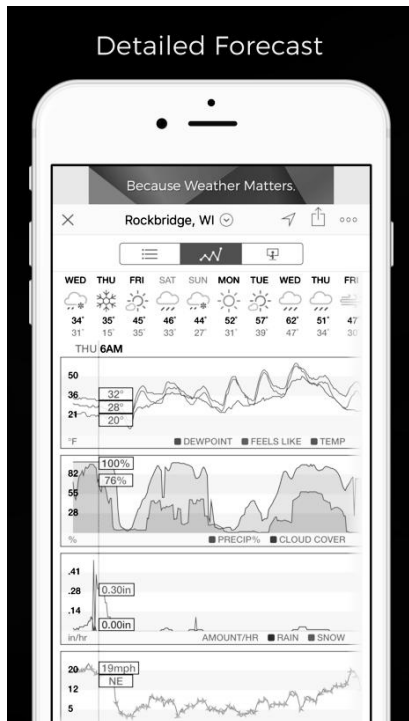 Detailed Forecast
Because Weather Matters.
Rockbridge, WI
WED THU FRI SAT SUN MON TUE WED THU FRI
34° 35° 45° 46° 44° 52° 57° 62° 51° 47
31° 15° 35° 33° 27° 31° 39° 47° 34° 30
THU 6AM
50
36 32°
28°
21 20°
°F DEWPOINT FEELS LIKE TEMP
100%
82 76%
55
28
% PRECIP% CLOUD COVER
.41
.28 0.30in
.14
0.00in
in/hr AMOUNT/HR RAIN SNOW
20 19mph
NE
12
5